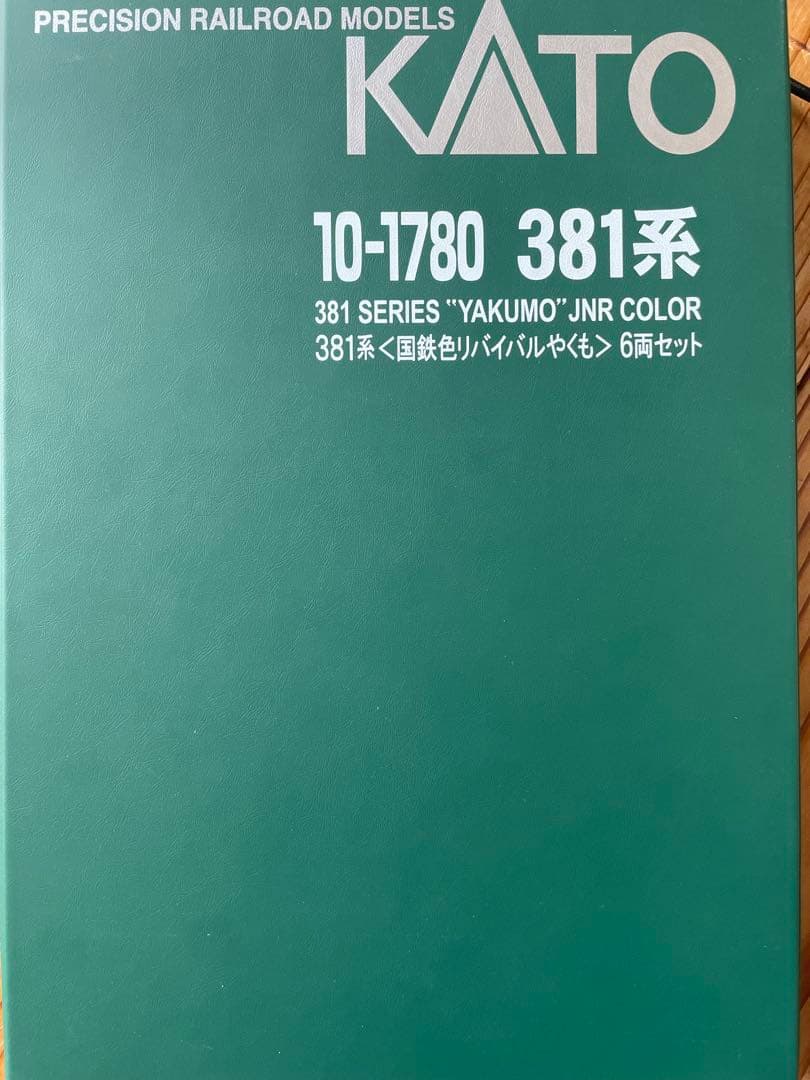 PRECISION RAILROAD MODELS
KATO
10-1780 381系
381 SERIES "YAKUMO" JNR COLOR
381系<国鉄色リバイバルやくも> 6両セット